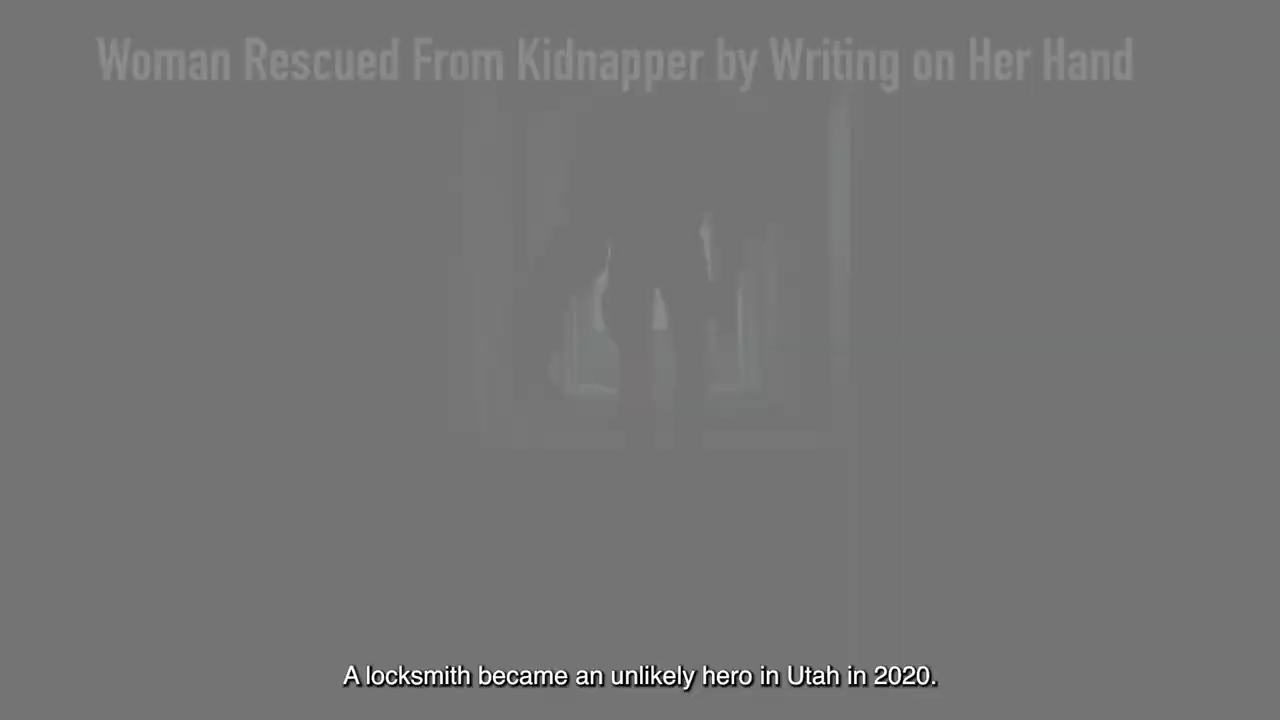 Woman Rescued From Kidnapper by Writing on Her Hand
A locksmith became an unlikely hero in Utah in 2020.